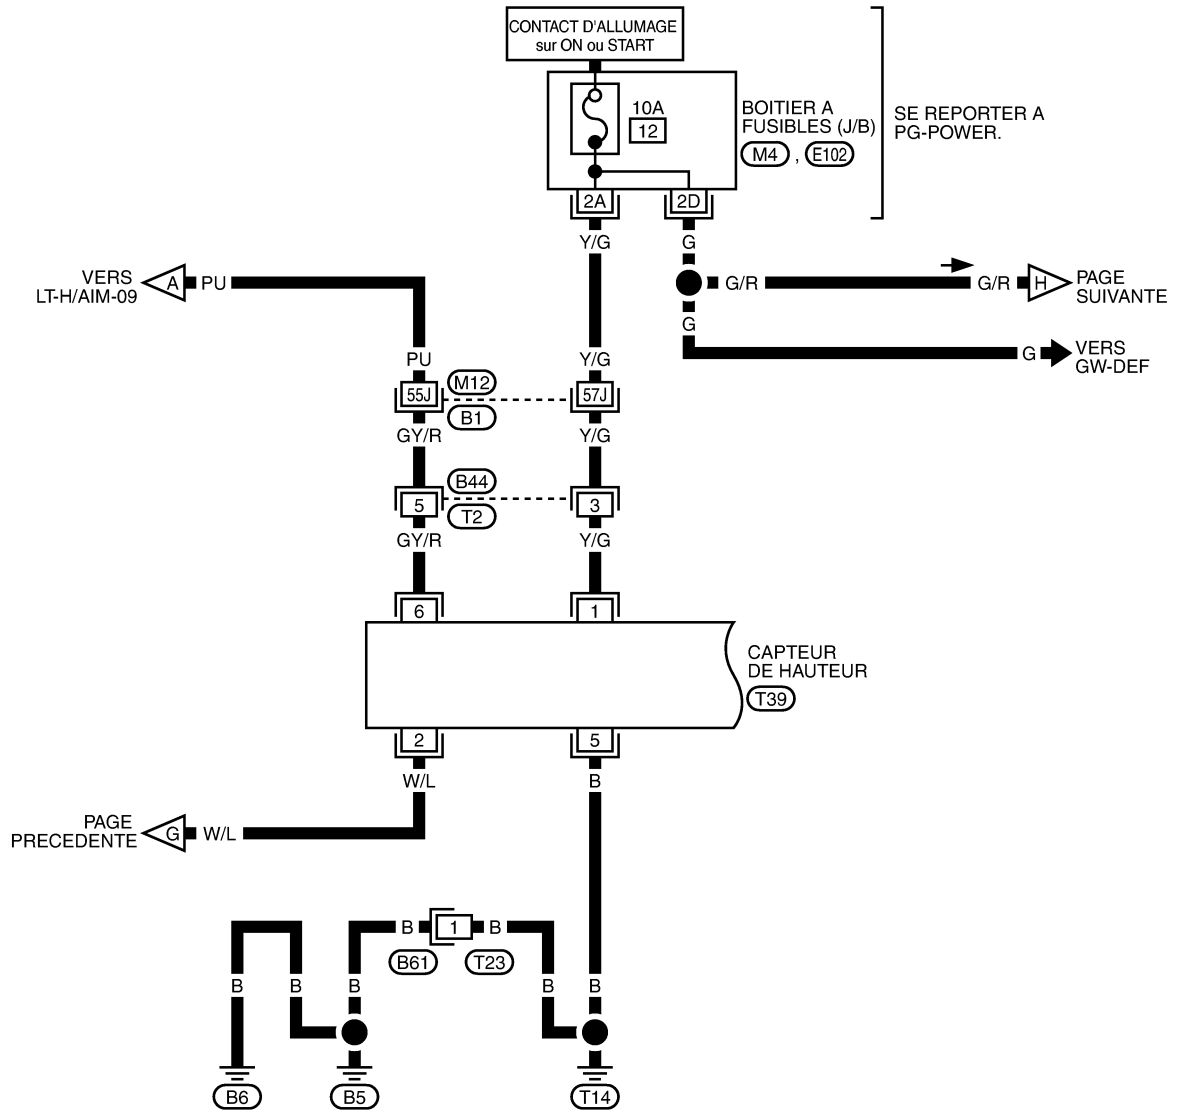 CONTACT D'ALLUMAGE
sur ON ou START
10A
12
BOITIER A
FUSIBLES (J/B)
M4 , E102
SE REPORTER A
PG-POWER.
2A
2D
Y/G
G
VERS
LT-H/AIM-09
A
PU
G/R
G/R
H
PAGE
SUIVANTE
G
PU
Y/G
G
VERS
GW-DEF
55J
M12
B1
57J
GY/R
Y/G
5
B44
T2
3
GY/R
Y/G
6
1
CAPTEUR
DE HAUTEUR
T39
2
5
W/L
B
PAGE
PRECEDENTE
G
W/L
B
1
B
B61
T23
B
B
B
B
B
B6
B5
T14